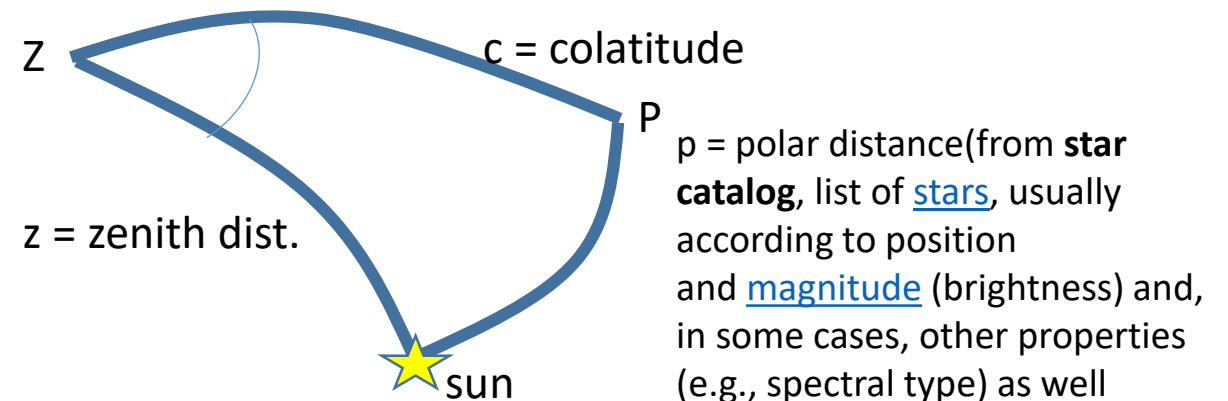 Z
c = colatitude
P
p = polar distance(from star
catalog, list of stars, usually
according to position
and magnitude (brightness) and,
in some cases, other properties
(e.g., spectral type) as well
z = zenith dist.
sun